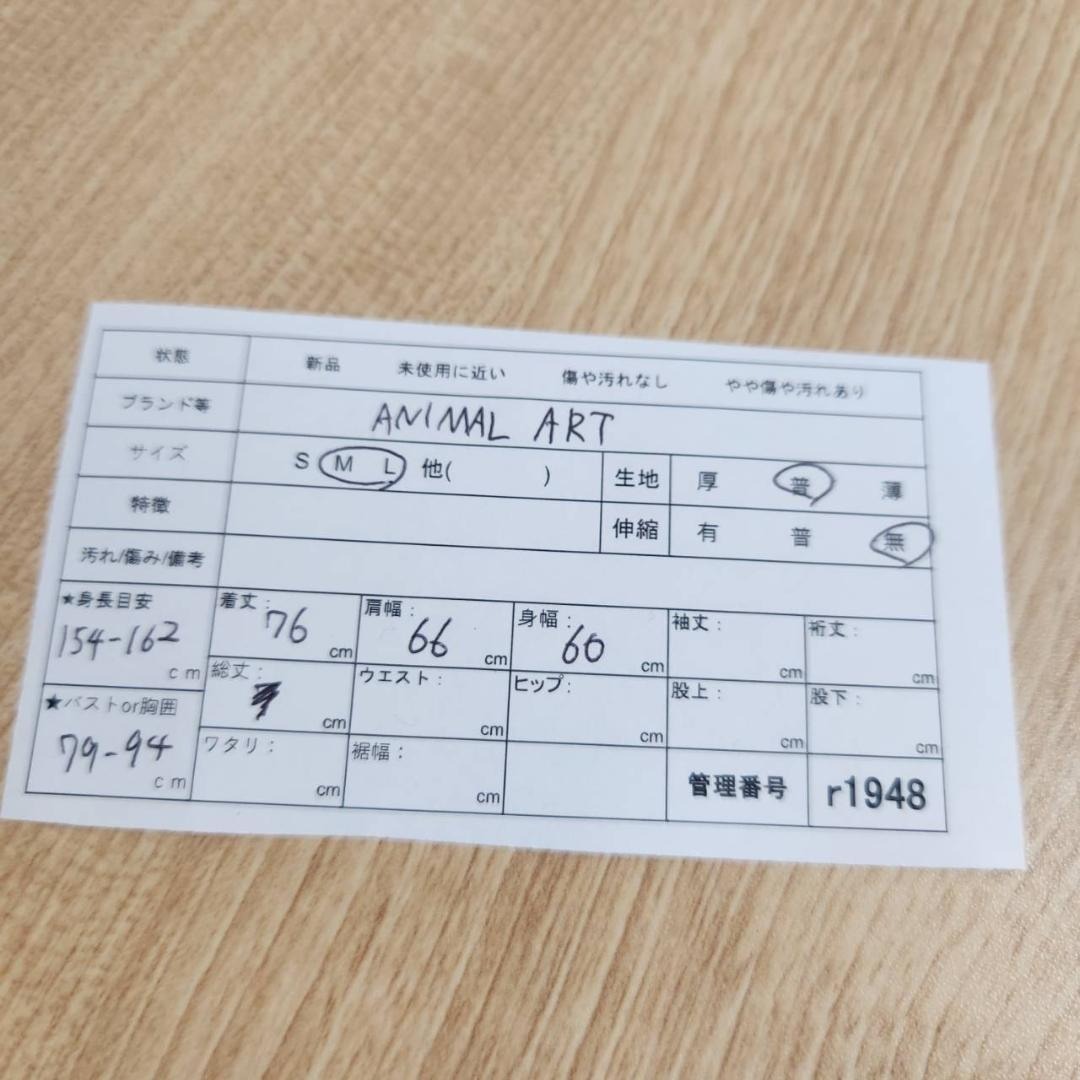 状態 新品 未使用に近い 傷や汚れなし やや傷や汚れあり
ブランド等 ANIMAL ART
サイズ S M L 他( ) 生地 厚 普 薄
特徴 伸縮 有 普 無
汚れ/傷み/備考
★身長目安 着丈: 肩幅: 身幅: 袖丈: 裄丈:
154-162 cm 76 cm 66 cm 60 cm cm cm
★バストor胸囲 総丈: ウエスト: ヒップ: 股上: 股下:
cm cm cm cm cm
79-94 cm ワタリ: cm 裾幅: cm 管理番号 r1948